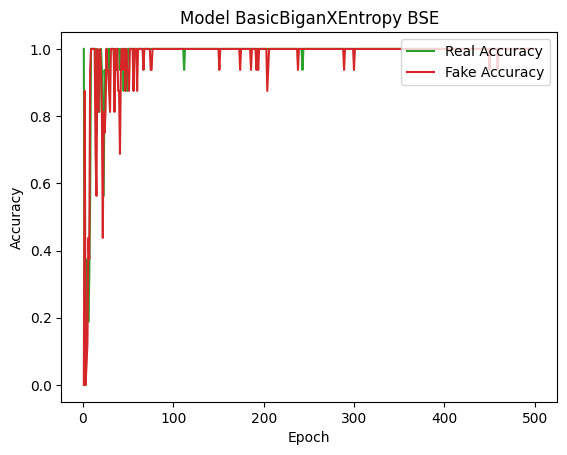 Model BasicBiganXEntropy BSE
Real Accuracy
Fake Accuracy
Accuracy
1.0
0.8
0.6
0.4
0.2
0.0
0 100 200 300 400 500
Epoch